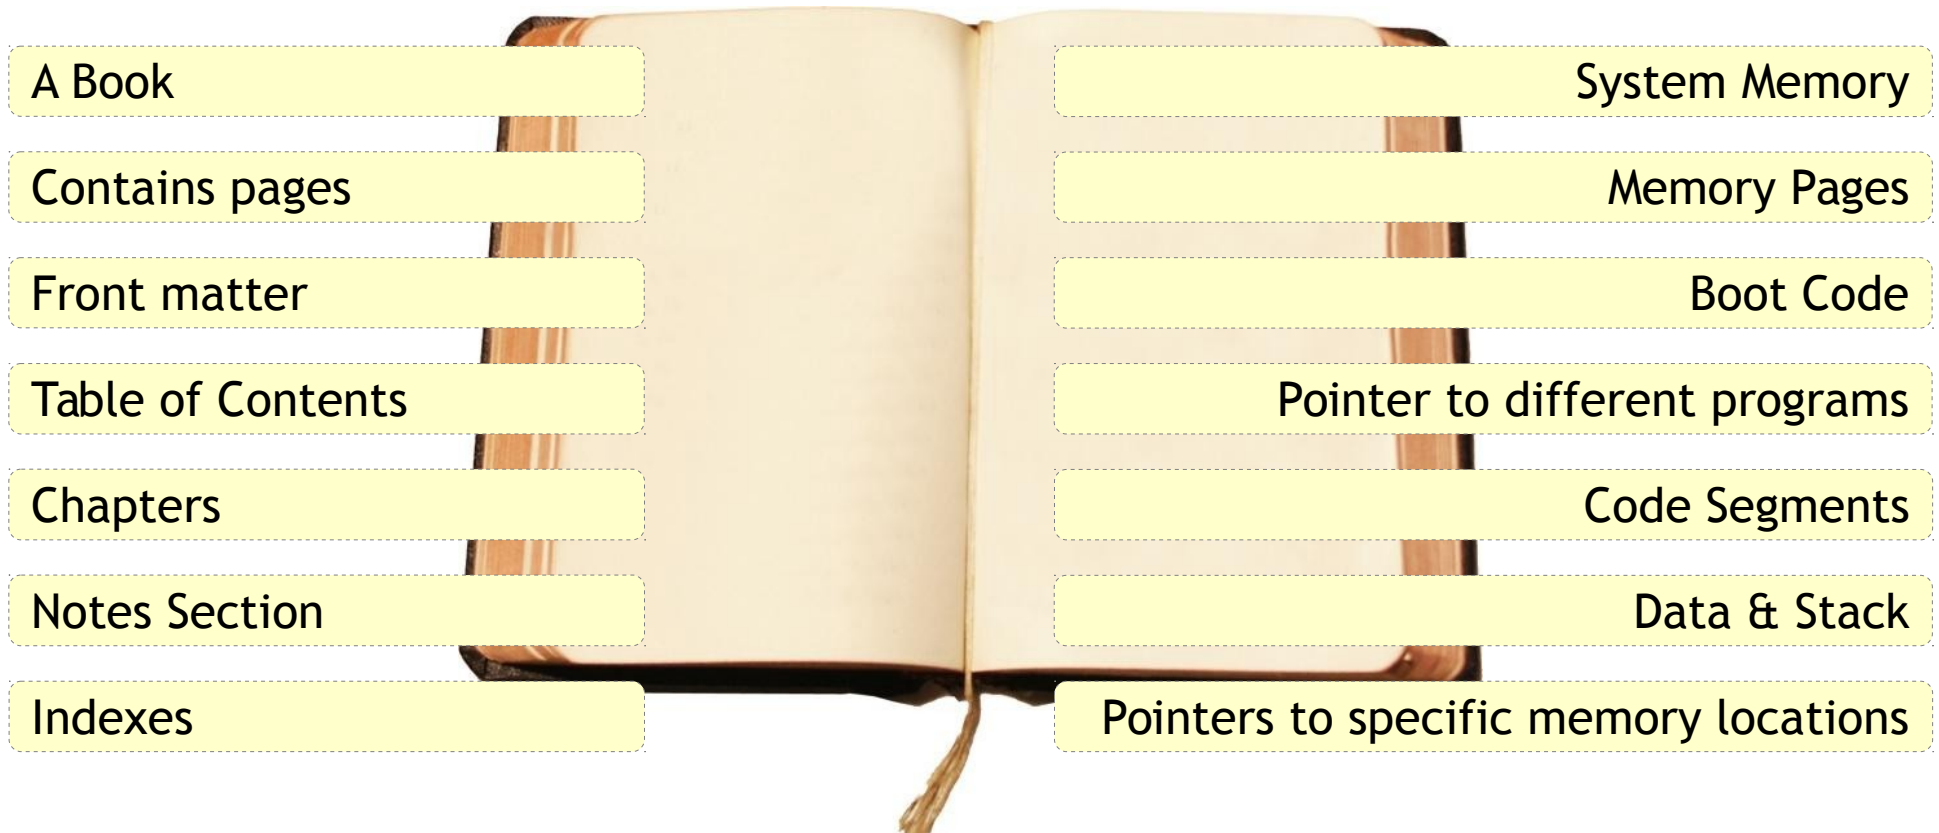 A Book
System Memory
Contains pages
Memory Pages
Front matter
Boot Code
Table of Contents
Pointer to different programs
Chapters
Code Segments
Notes Section
Data & Stack
Indexes
Pointers to specific memory locations